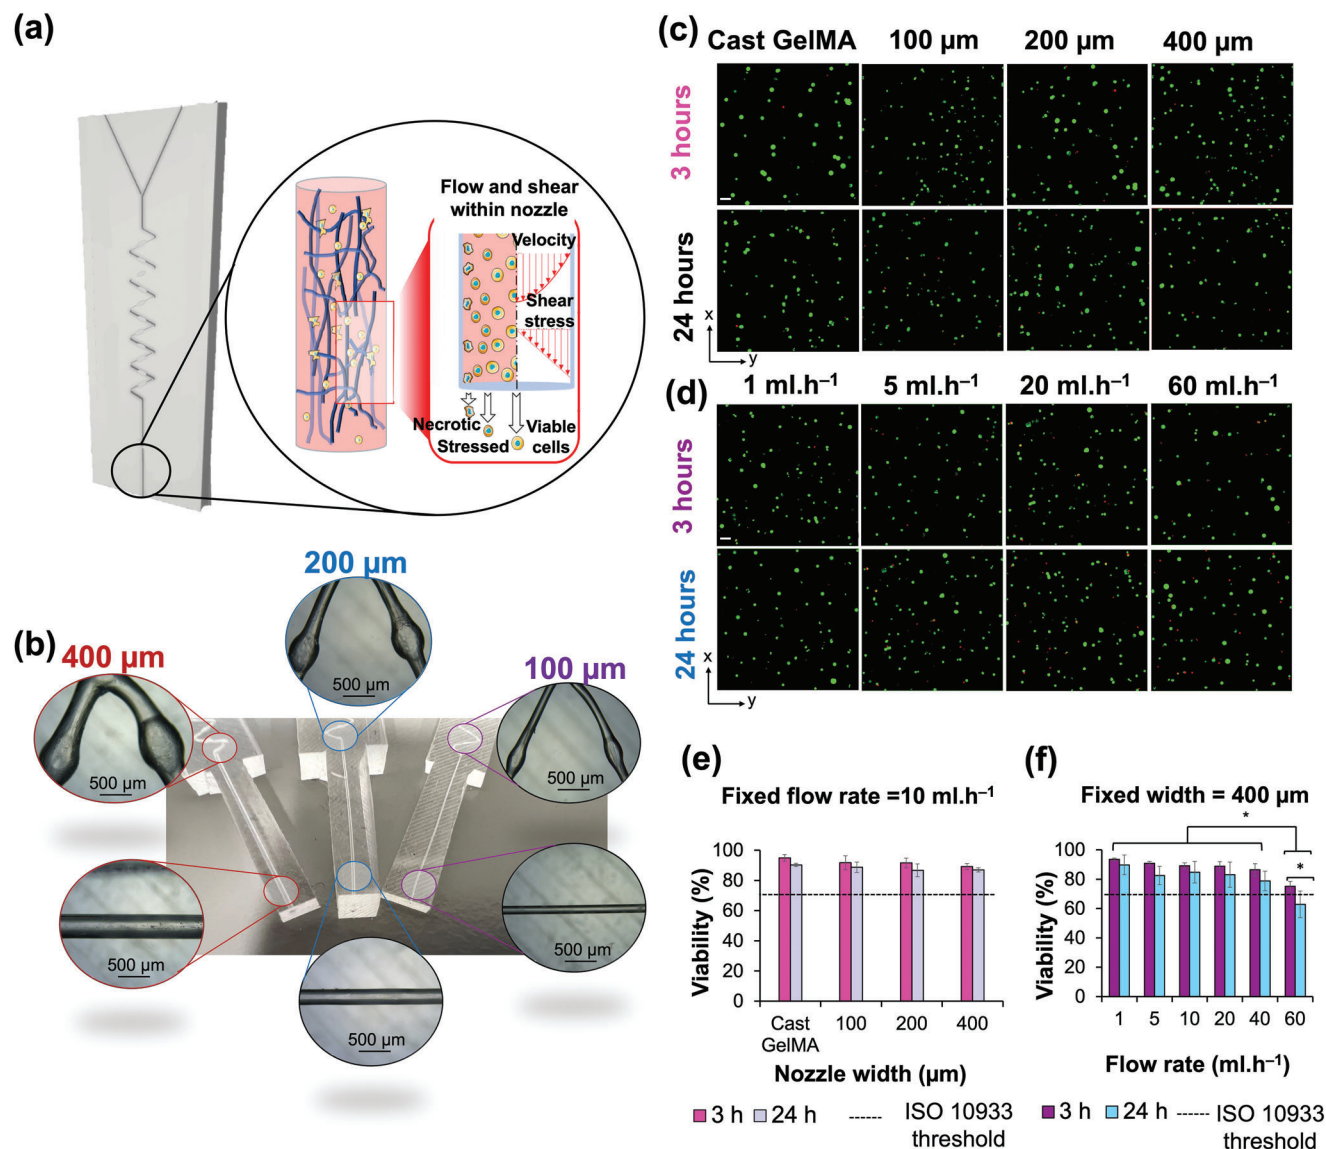 (a)
Flow and shear
within nozzle
Velocity
Shear
stress
Necrotic
Stressed
Viable
cells
(b)
400 µm
200 µm
100 µm
500 µm
500 µm
500 µm
500 µm
500 µm
500 µm
(c)
Cast GelMA 100 µm 200 µm 400 µm
3 hours
24 hours
x
y
(d)
1 ml.h⁻¹ 5 ml.h⁻¹ 20 ml.h⁻¹ 60 ml.h⁻¹
3 hours
24 hours
x
y
(e)
Fixed flow rate =10 ml.h⁻¹
Viability (%)
100
80
60
40
20
0
Cast
GelMA
100 200 400
Nozzle width (µm)
3 h 24 h ISO 10933
threshold
(f)
Fixed width = 400 µm
*
*
Viability (%)
100
80
60
40
20
0
1 5 10 20 40 60
Flow rate (ml.h⁻¹)
3 h 24 h ISO 10933
threshold